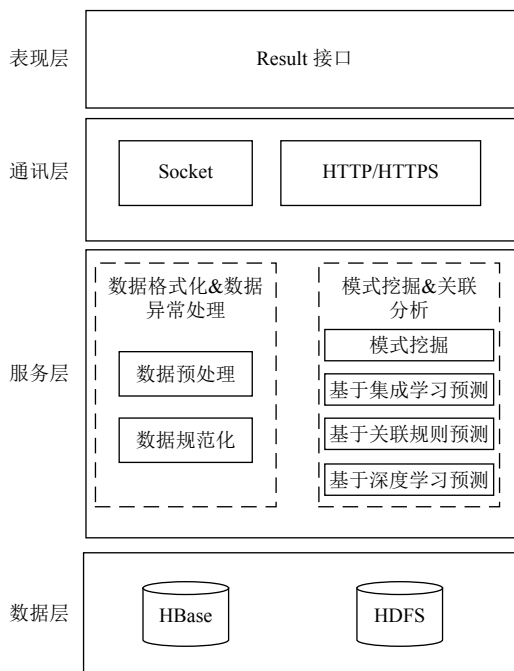 表现层
Result 接口
通讯层
Socket
HTTP/HTTPS
服务层
数据格式化&数据
异常处理
数据预处理
数据规范化
模式挖掘&关联
分析
模式挖掘
基于集成学习预测
基于关联规则预测
基于深度学习预测
数据层
HBase
HDFS